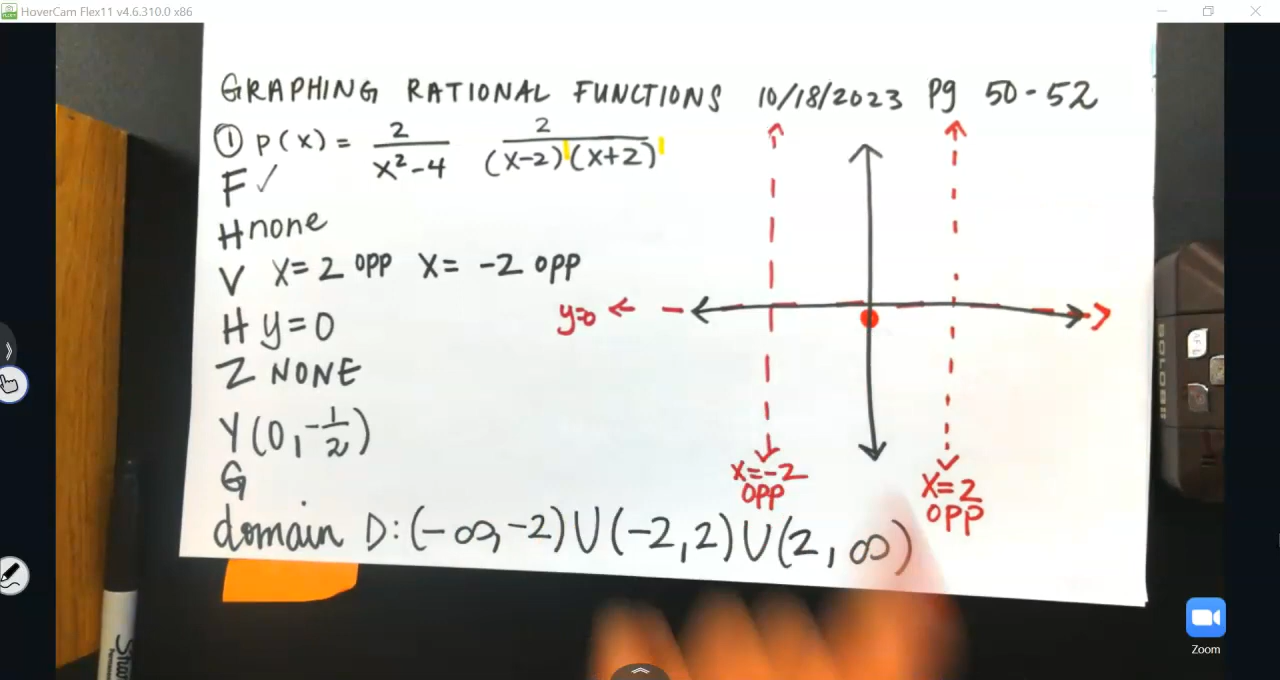 HoverCam Flex11 v4.6.310.0 x86
GRAPHING RATIONAL FUNCTIONS 10/18/2023 Pg 50-52
① P(x) = 2/(x²-4) 2/((x-2)¹(x+2)¹)
F ✓
H none
V X=2 OPP X= -2 OPP
H y=0
Z NONE
Y (0, -1/2)
G
domain D: (-∞, -2) ∪ (-2, 2) ∪ (2, ∞)
y=0
X=-2
OPP
X=2
OPP
Zoom